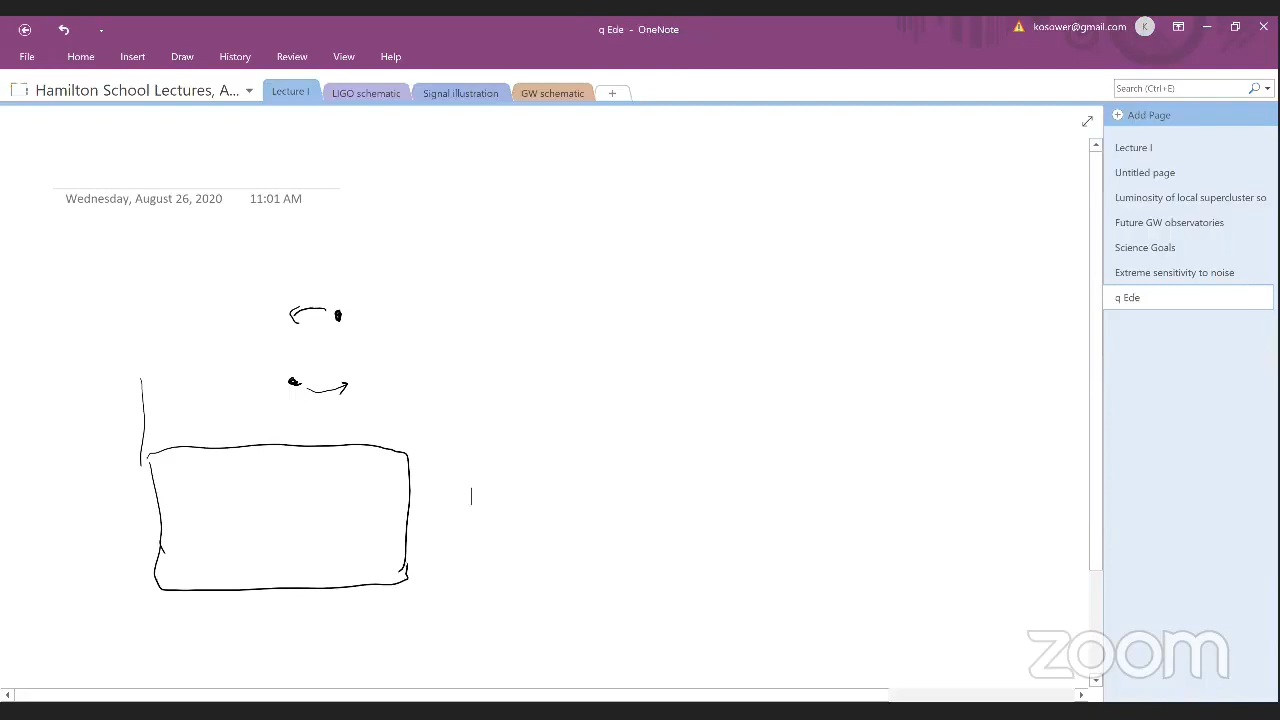 q Ede - OneNote
kosower@gmail.com
K
File
Home
Insert
Draw
History
Review
View
Help
Hamilton School Lectures, A...
Lecture I
LIGO schematic
Signal illustration
GW schematic
Search (Ctrl+E)
Add Page
Wednesday, August 26, 2020 11:01 AM
Lecture I
Untitled page
Luminosity of local supercluster so
Future GW observatories
Science Goals
Extreme sensitivity to noise
q Ede
zoom